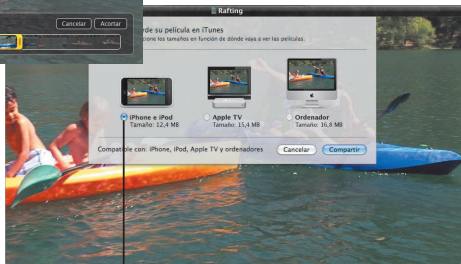 Cancelar Acortar
Rafting
rde su película en iTunes
cione los tamaños en función de dónde vaya a ver las películas.
iPhone e iPod
Tamaño: 12,4 MB
Apple TV
Tamaño: 15,4 MB
Ordenador
Tamaño: 16,8 MB
Compatible con: iPhone, iPod, Apple TV y ordenadores
Cancelar Compartir